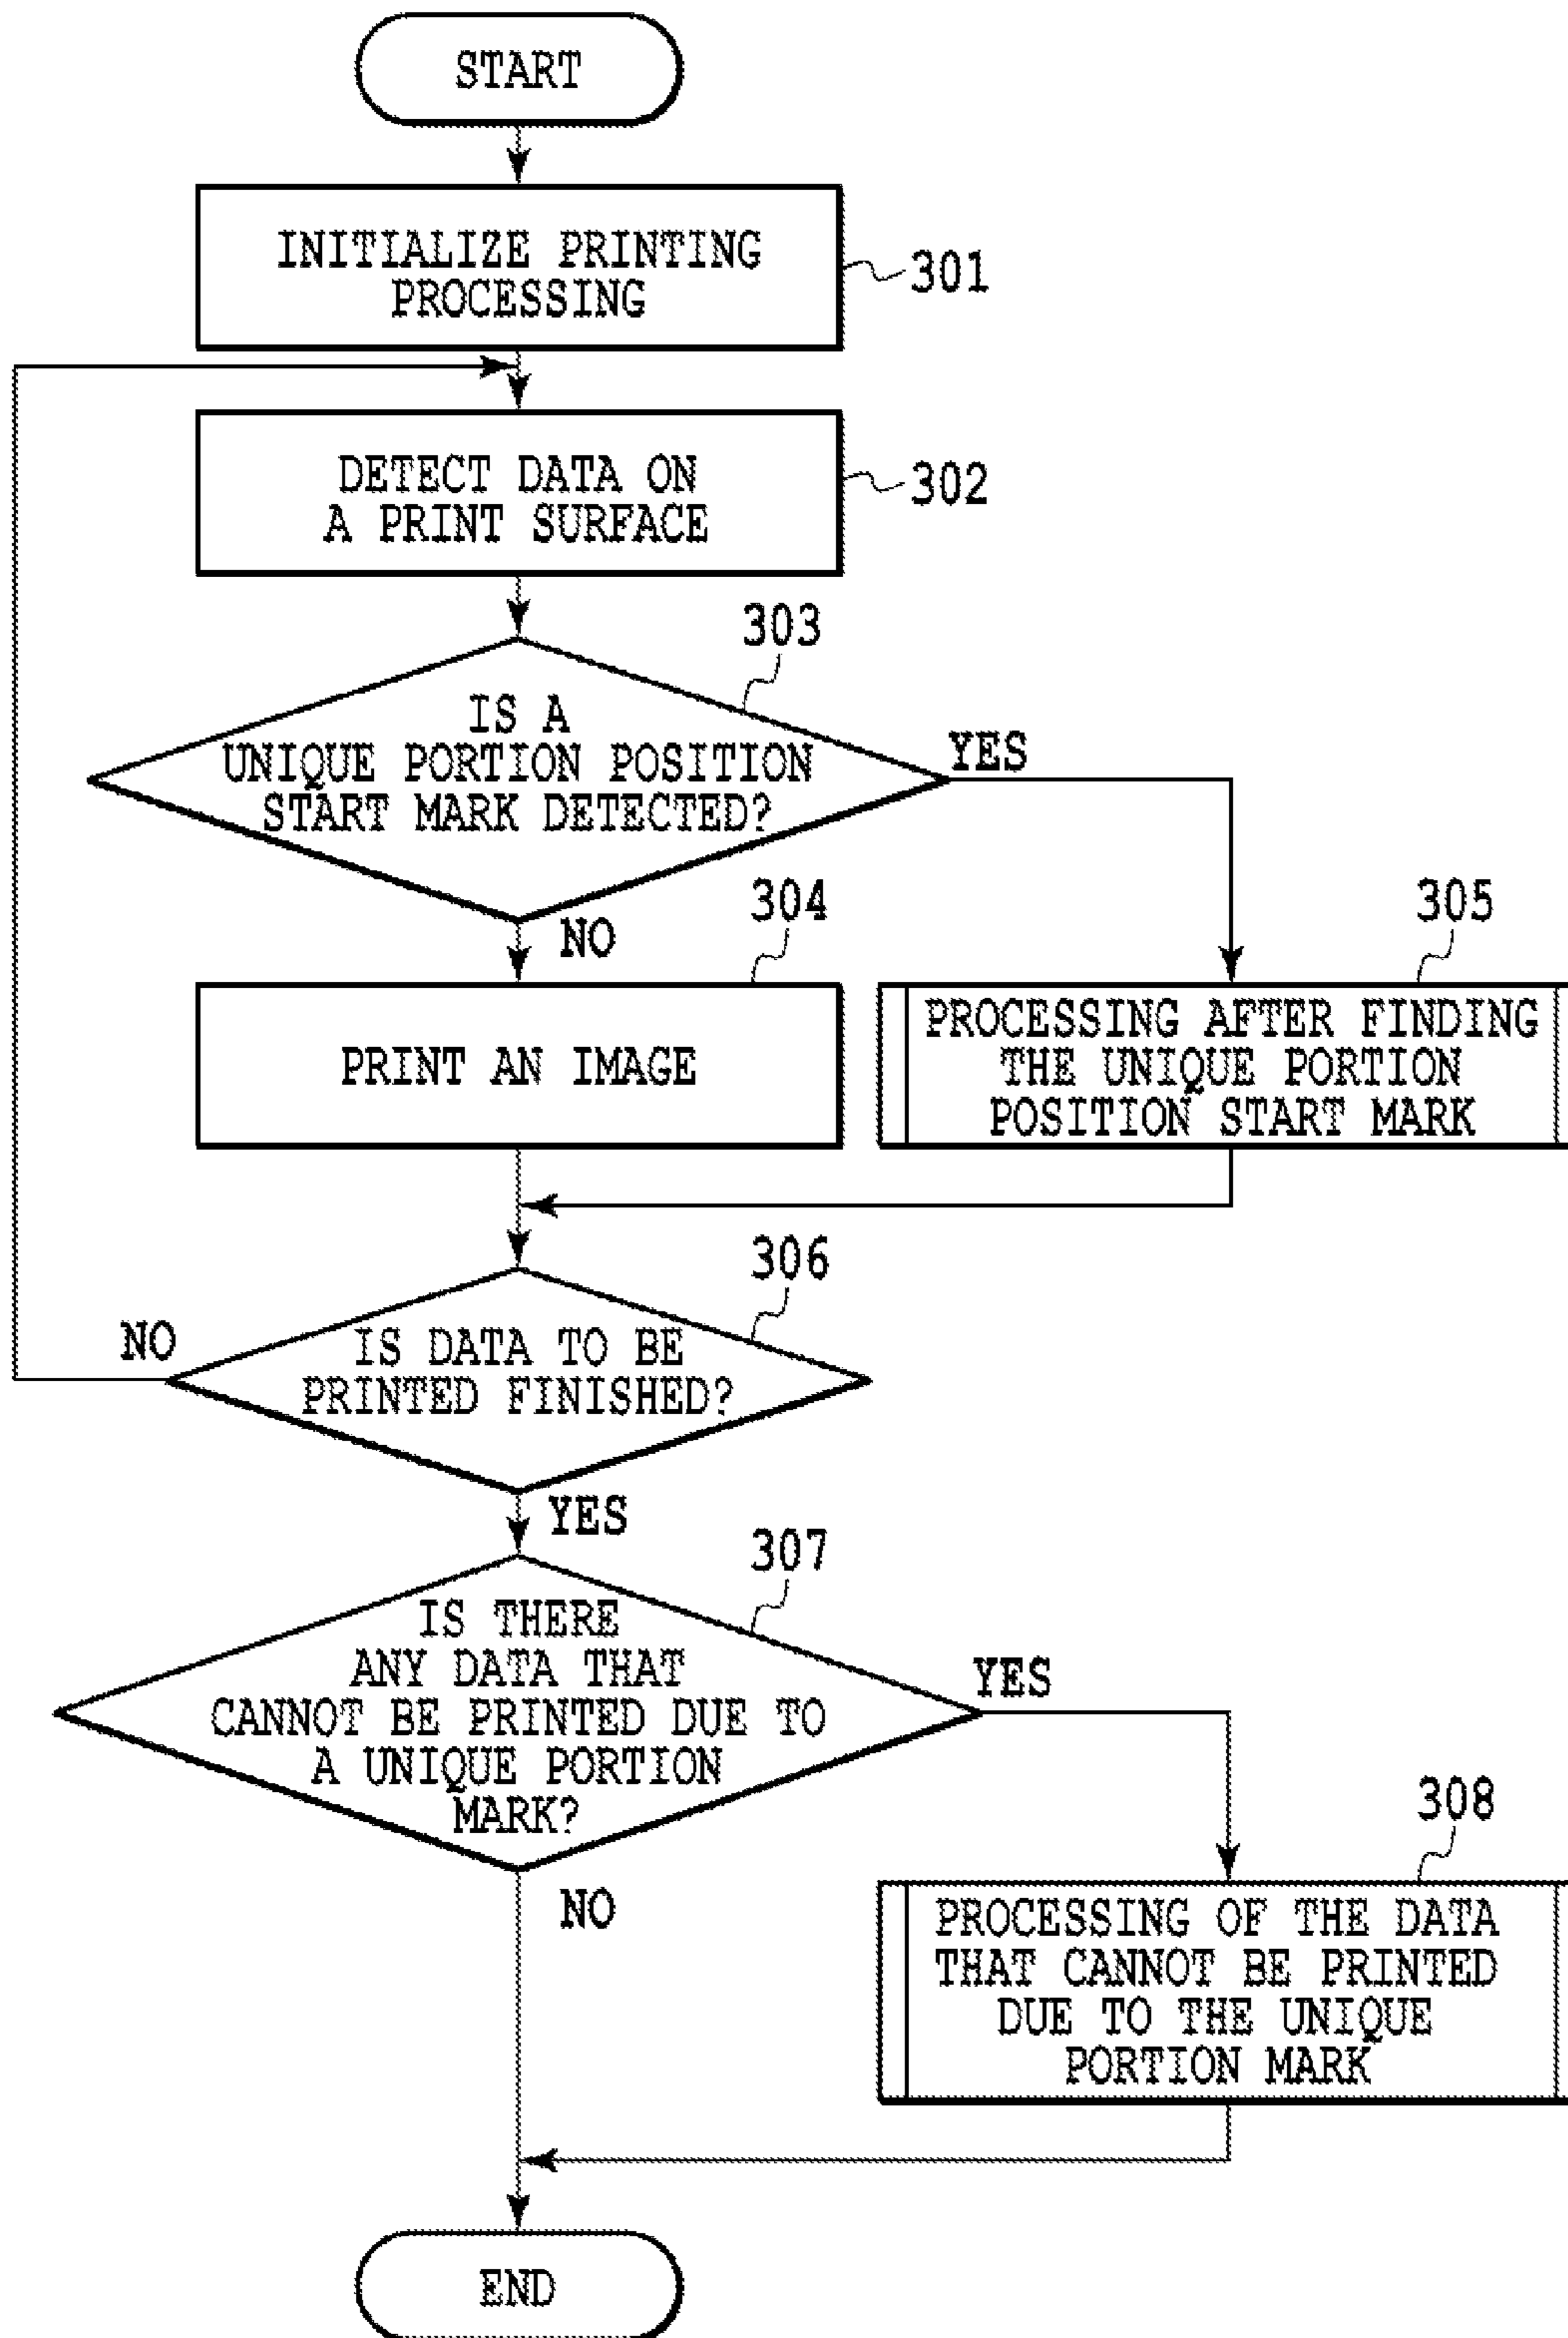 START
INITIALIZE PRINTING
PROCESSING
301
DETECT DATA ON
A PRINT SURFACE
302
303
IS A
UNIQUE PORTION POSITION
START MARK DETECTED?
YES
NO
304
305
PRINT AN IMAGE
PROCESSING AFTER FINDING
THE UNIQUE PORTION
POSITION START MARK
306
NO
IS DATA TO BE
PRINTED FINISHED?
YES
307
IS THERE
ANY DATA THAT
CANNOT BE PRINTED DUE TO
A UNIQUE PORTION
MARK?
YES
NO
308
PROCESSING OF THE DATA
THAT CANNOT BE PRINTED
DUE TO THE UNIQUE
PORTION MARK
END